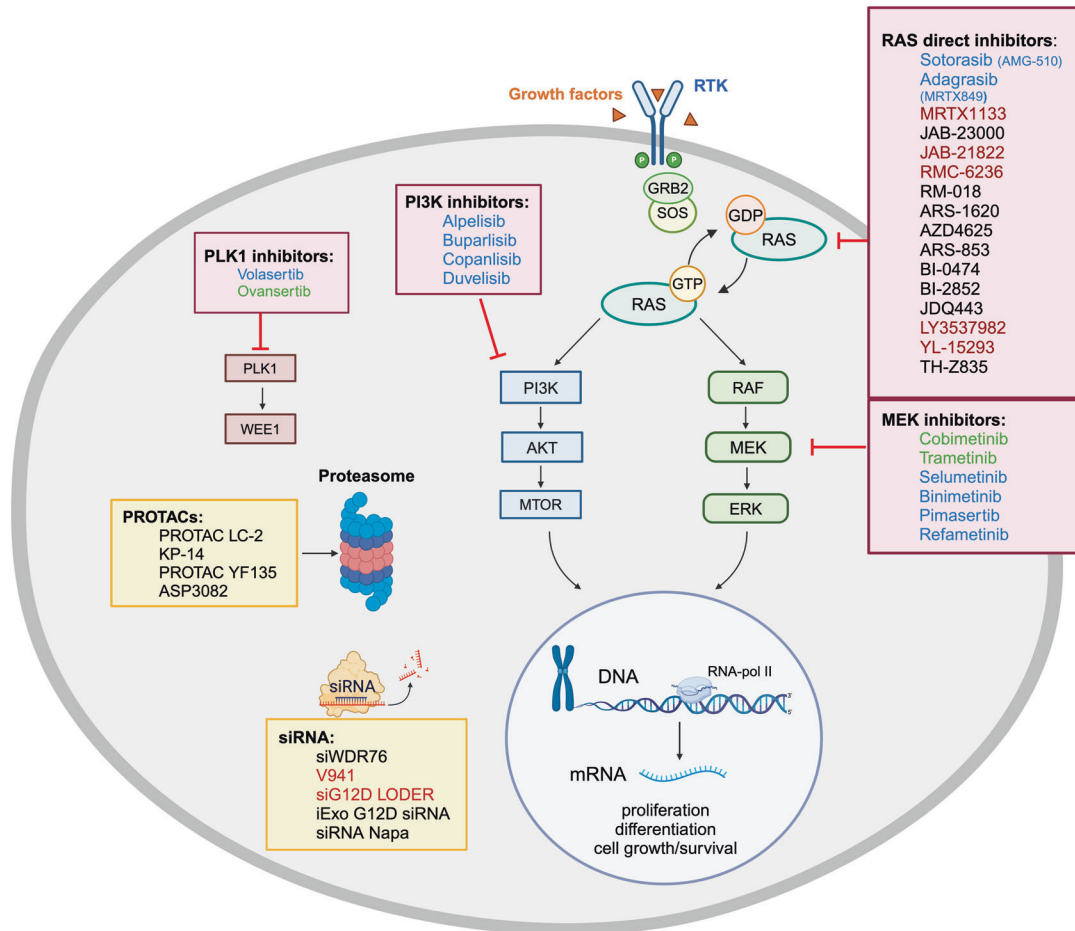 RAS direct inhibitors:
Sotorasib (AMG-510)
Adagrasib
(MRTX849)
MRTX1133
JAB-23000
JAB-21822
RMC-6236
RM-018
ARS-1620
AZD4625
ARS-853
BI-0474
BI-2852
JDQ443
LY3537982
YL-15293
TH-Z835
Growth factors
RTK
P
P
GRB2
SOS
GDP
RAS
GTP
RAS
PI3K inhibitors:
Alpelisib
Buparlisib
Copanlisib
Duvelisib
PLK1 inhibitors:
Volasertib
Ovansertib
PLK1
WEE1
PI3K
AKT
MTOR
RAF
MEK
ERK
MEK inhibitors:
Cobimetinib
Trametinib
Selumetinib
Binimetinib
Pimasertib
Refametinib
Proteasome
PROTACs:
PROTAC LC-2
KP-14
PROTAC YF135
ASP3082
siRNA
siRNA:
siWDR76
V941
siG12D LODER
iExo G12D siRNA
siRNA Napa
DNA
RNA-pol II
3'
5'
mRNA
proliferation
differentiation
cell growth/survival